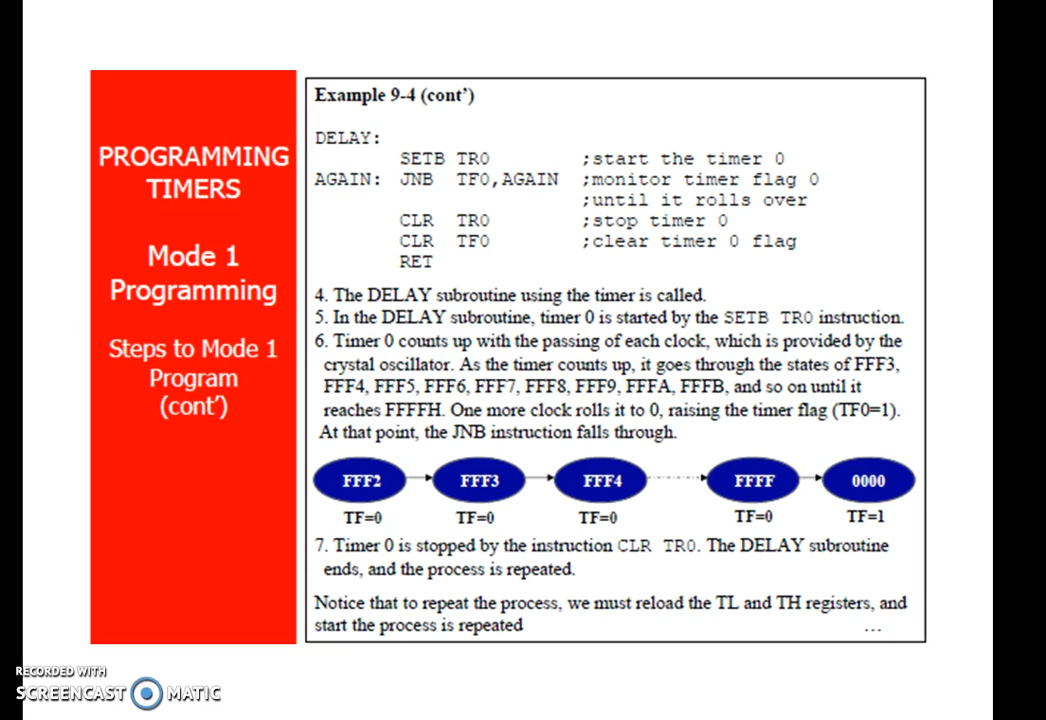 PROGRAMMING
TIMERS
Mode 1
Programming
Steps to Mode 1
Program
(cont’)
Example 9-4 (cont’)
DELAY:
SETB TR0 ;start the timer 0
AGAIN: JNB TF0,AGAIN ;monitor timer flag 0
;until it rolls over
CLR TR0 ;stop timer 0
CLR TF0 ;clear timer 0 flag
RET
4. The DELAY subroutine using the timer is called.
5. In the DELAY subroutine, timer 0 is started by the SETB TR0 instruction.
6. Timer 0 counts up with the passing of each clock, which is provided by the
crystal oscillator. As the timer counts up, it goes through the states of FFF3,
FFF4, FFF5, FFF6, FFF7, FFF8, FFF9, FFFA, FFFB, and so on until it
reaches FFFFH. One more clock rolls it to 0, raising the timer flag (TF0=1).
At that point, the JNB instruction falls through.
FFF2 FFF3 FFF4 FFFF 0000
TF=0 TF=0 TF=0 TF=0 TF=1
7. Timer 0 is stopped by the instruction CLR TR0. The DELAY subroutine
ends, and the process is repeated.
Notice that to repeat the process, we must reload the TL and TH registers, and
start the process is repeated ...
RECORDED WITH
SCREENCAST MATIC